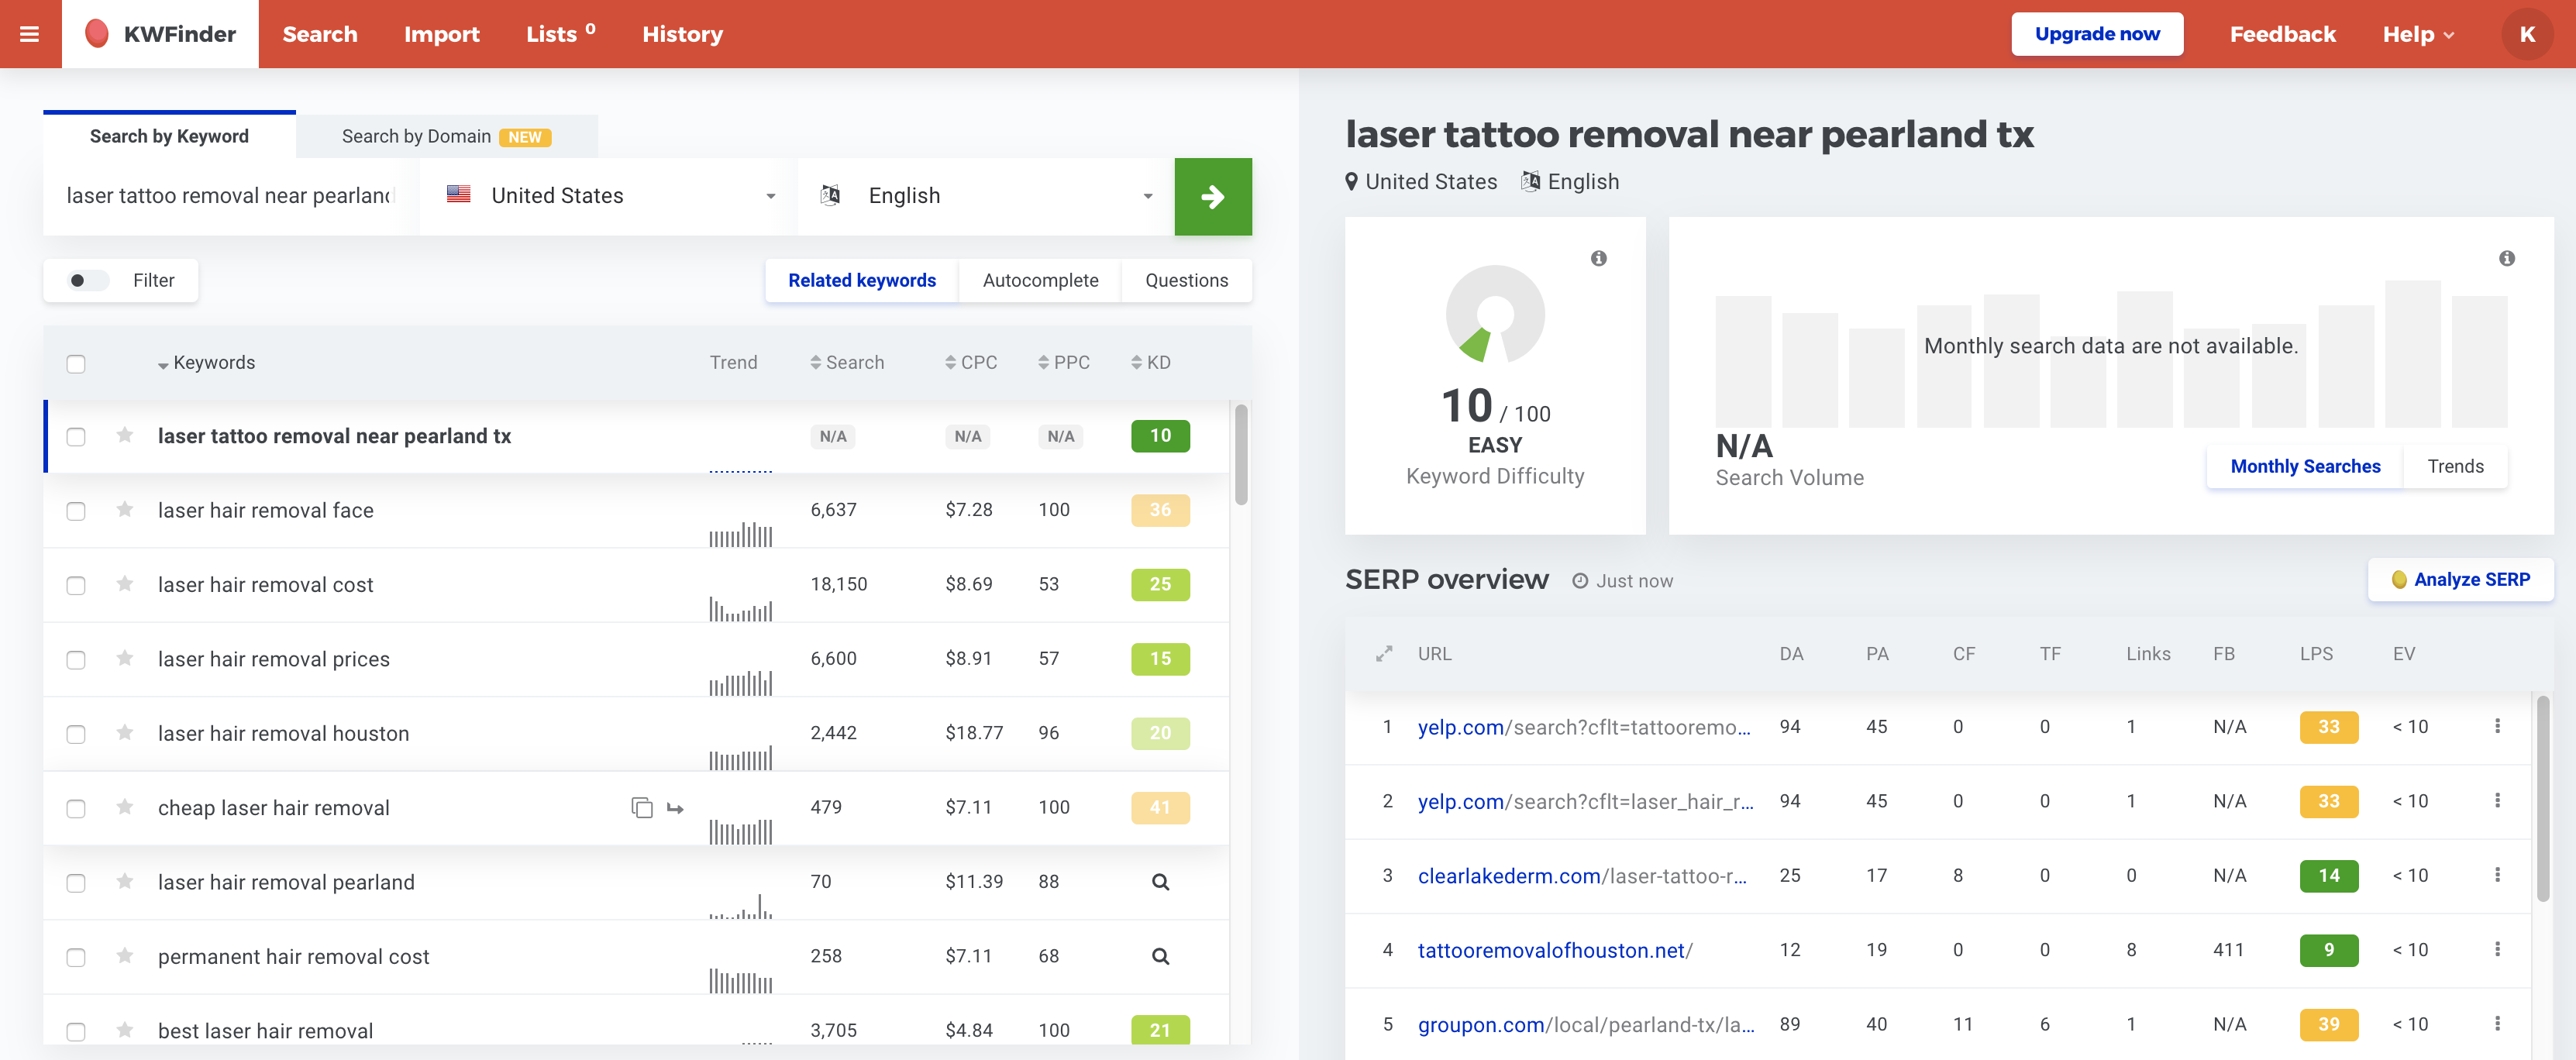 KWFinder Search Import Lists 0 History Upgrade now Feedback Help K
Search by Keyword Search by Domain NEW
laser tattoo removal near pearland United States English
Filter Related keywords Autocomplete Questions
Keywords Trend Search CPC PPC KD
laser tattoo removal near pearland tx N/A N/A N/A 10
laser hair removal face 6,637 $7.28 100 36
laser hair removal cost 18,150 $8.69 53 25
laser hair removal prices 6,600 $8.91 57 15
laser hair removal houston 2,442 $18.77 96 20
cheap laser hair removal 479 $7.11 100 41
laser hair removal pearland 70 $11.39 88
permanent hair removal cost 258 $7.11 68
best laser hair removal 3,705 $4.84 100 21
laser tattoo removal near pearland tx
United States English
10 / 100
EASY
Keyword Difficulty
Monthly search data are not available.
N/A
Search Volume
Monthly Searches Trends
SERP overview Just now Analyze SERP
URL DA PA CF TF Links FB LPS EV
1 yelp.com/search?cflt=tattooremo... 94 45 0 0 1 N/A 33 < 10
2 yelp.com/search?cflt=laser_hair_r... 94 45 0 0 1 N/A 33 < 10
3 clearlakederm.com/laser-tattoo-r... 25 17 8 0 0 N/A 14 < 10
4 tattooremovalofhouston.net/ 12 19 0 0 8 411 9 < 10
5 groupon.com/local/pearland-tx/la... 89 40 11 6 1 N/A 39 < 10